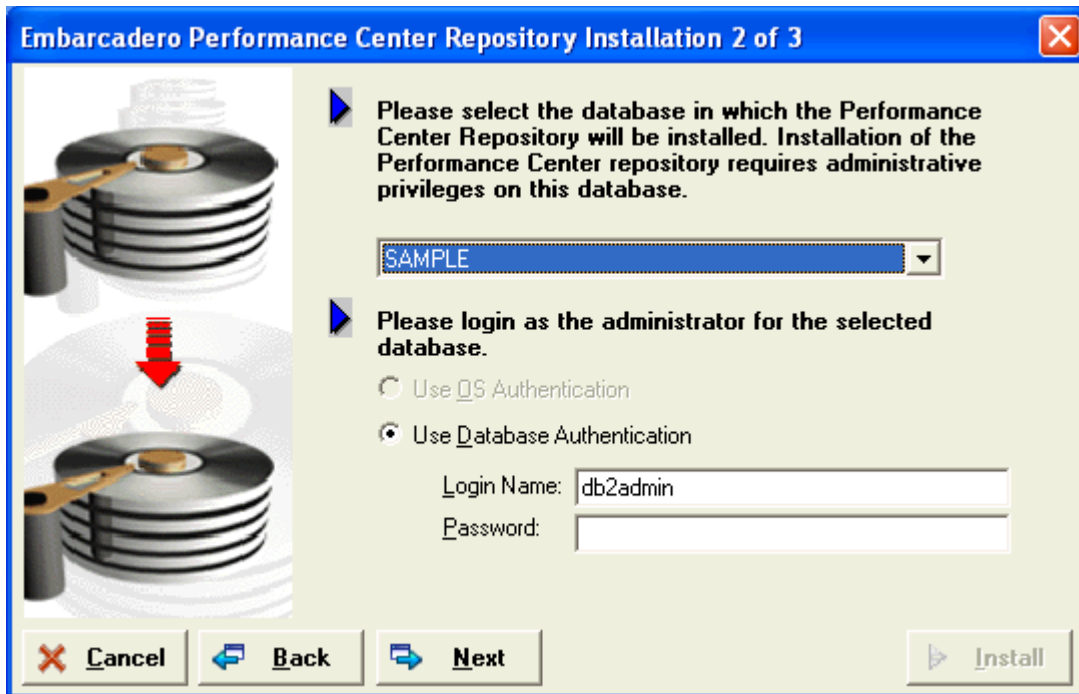 Embarcadero Performance Center Repository Installation 2 of 3
Please select the database in which the Performance
Center Repository will be installed. Installation of the
Performance Center repository requires administrative
privileges on this database.
SAMPLE
Please login as the administrator for the selected
database.
Use OS Authentication
Use Database Authentication
Login Name: db2admin
Password:
Cancel Back Next Install